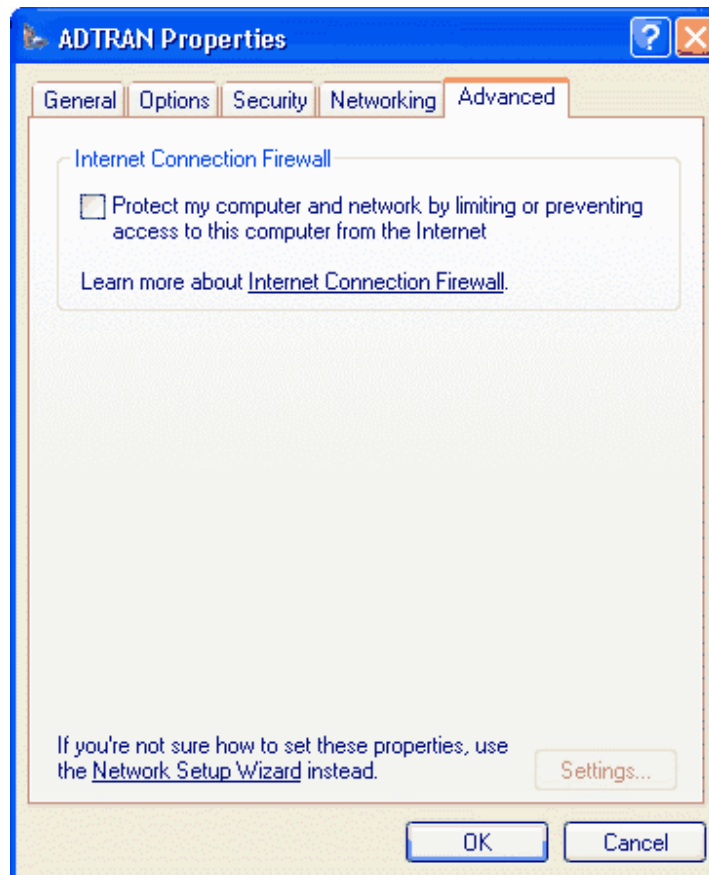 ADTRAN Properties
General Options Security Networking Advanced
Internet Connection Firewall
Protect my computer and network by limiting or preventing
access to this computer from the Internet
Learn more about Internet Connection Firewall.
If you're not sure how to set these properties, use
the Network Setup Wizard instead.
Settings...
OK Cancel